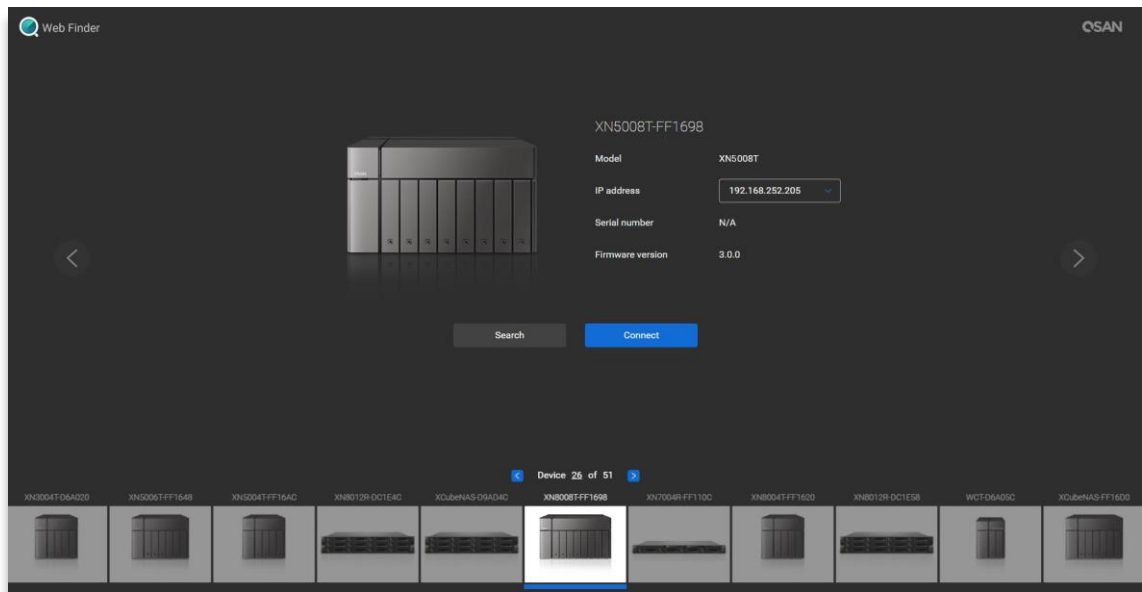 Web Finder
QSAN
XN5008T-FF1698
Model XN5008T
IP address 192.168.252.205
Serial number N/A
Firmware version 3.0.0
Search Connect
Device 26 of 51
XN3004T-D6A020 XN5006T-FF1648 XN5004T-FF16AC XN8012R-DC1E4C XCubeNAS-D9AD4C XN8008T-FF1698 XN7004R-FF110C XN8004T-FF1620 XN8012R-DC1E58 WCT-D6AD5C XCubeNAS-FF16D0